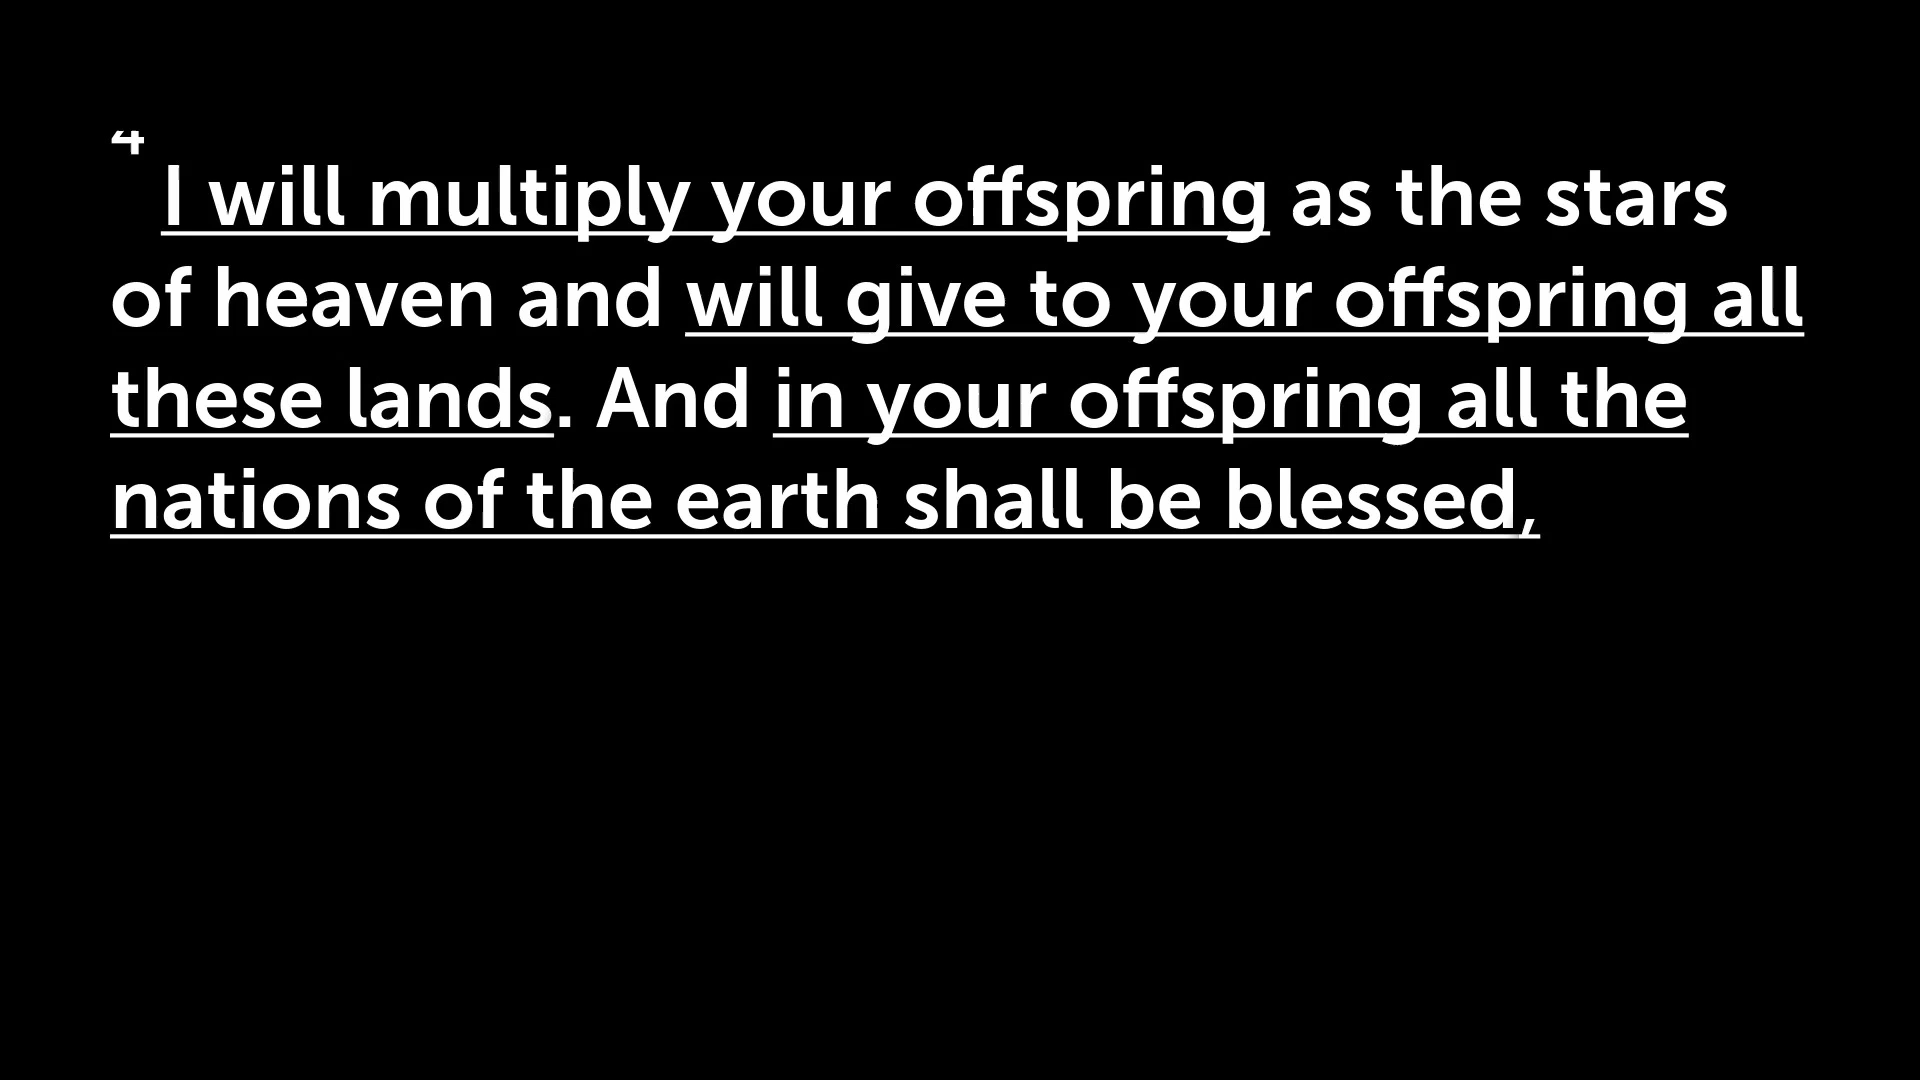 4 I will multiply your offspring as the stars
of heaven and will give to your offspring all
these lands. And in your offspring all the
nations of the earth shall be blessed,